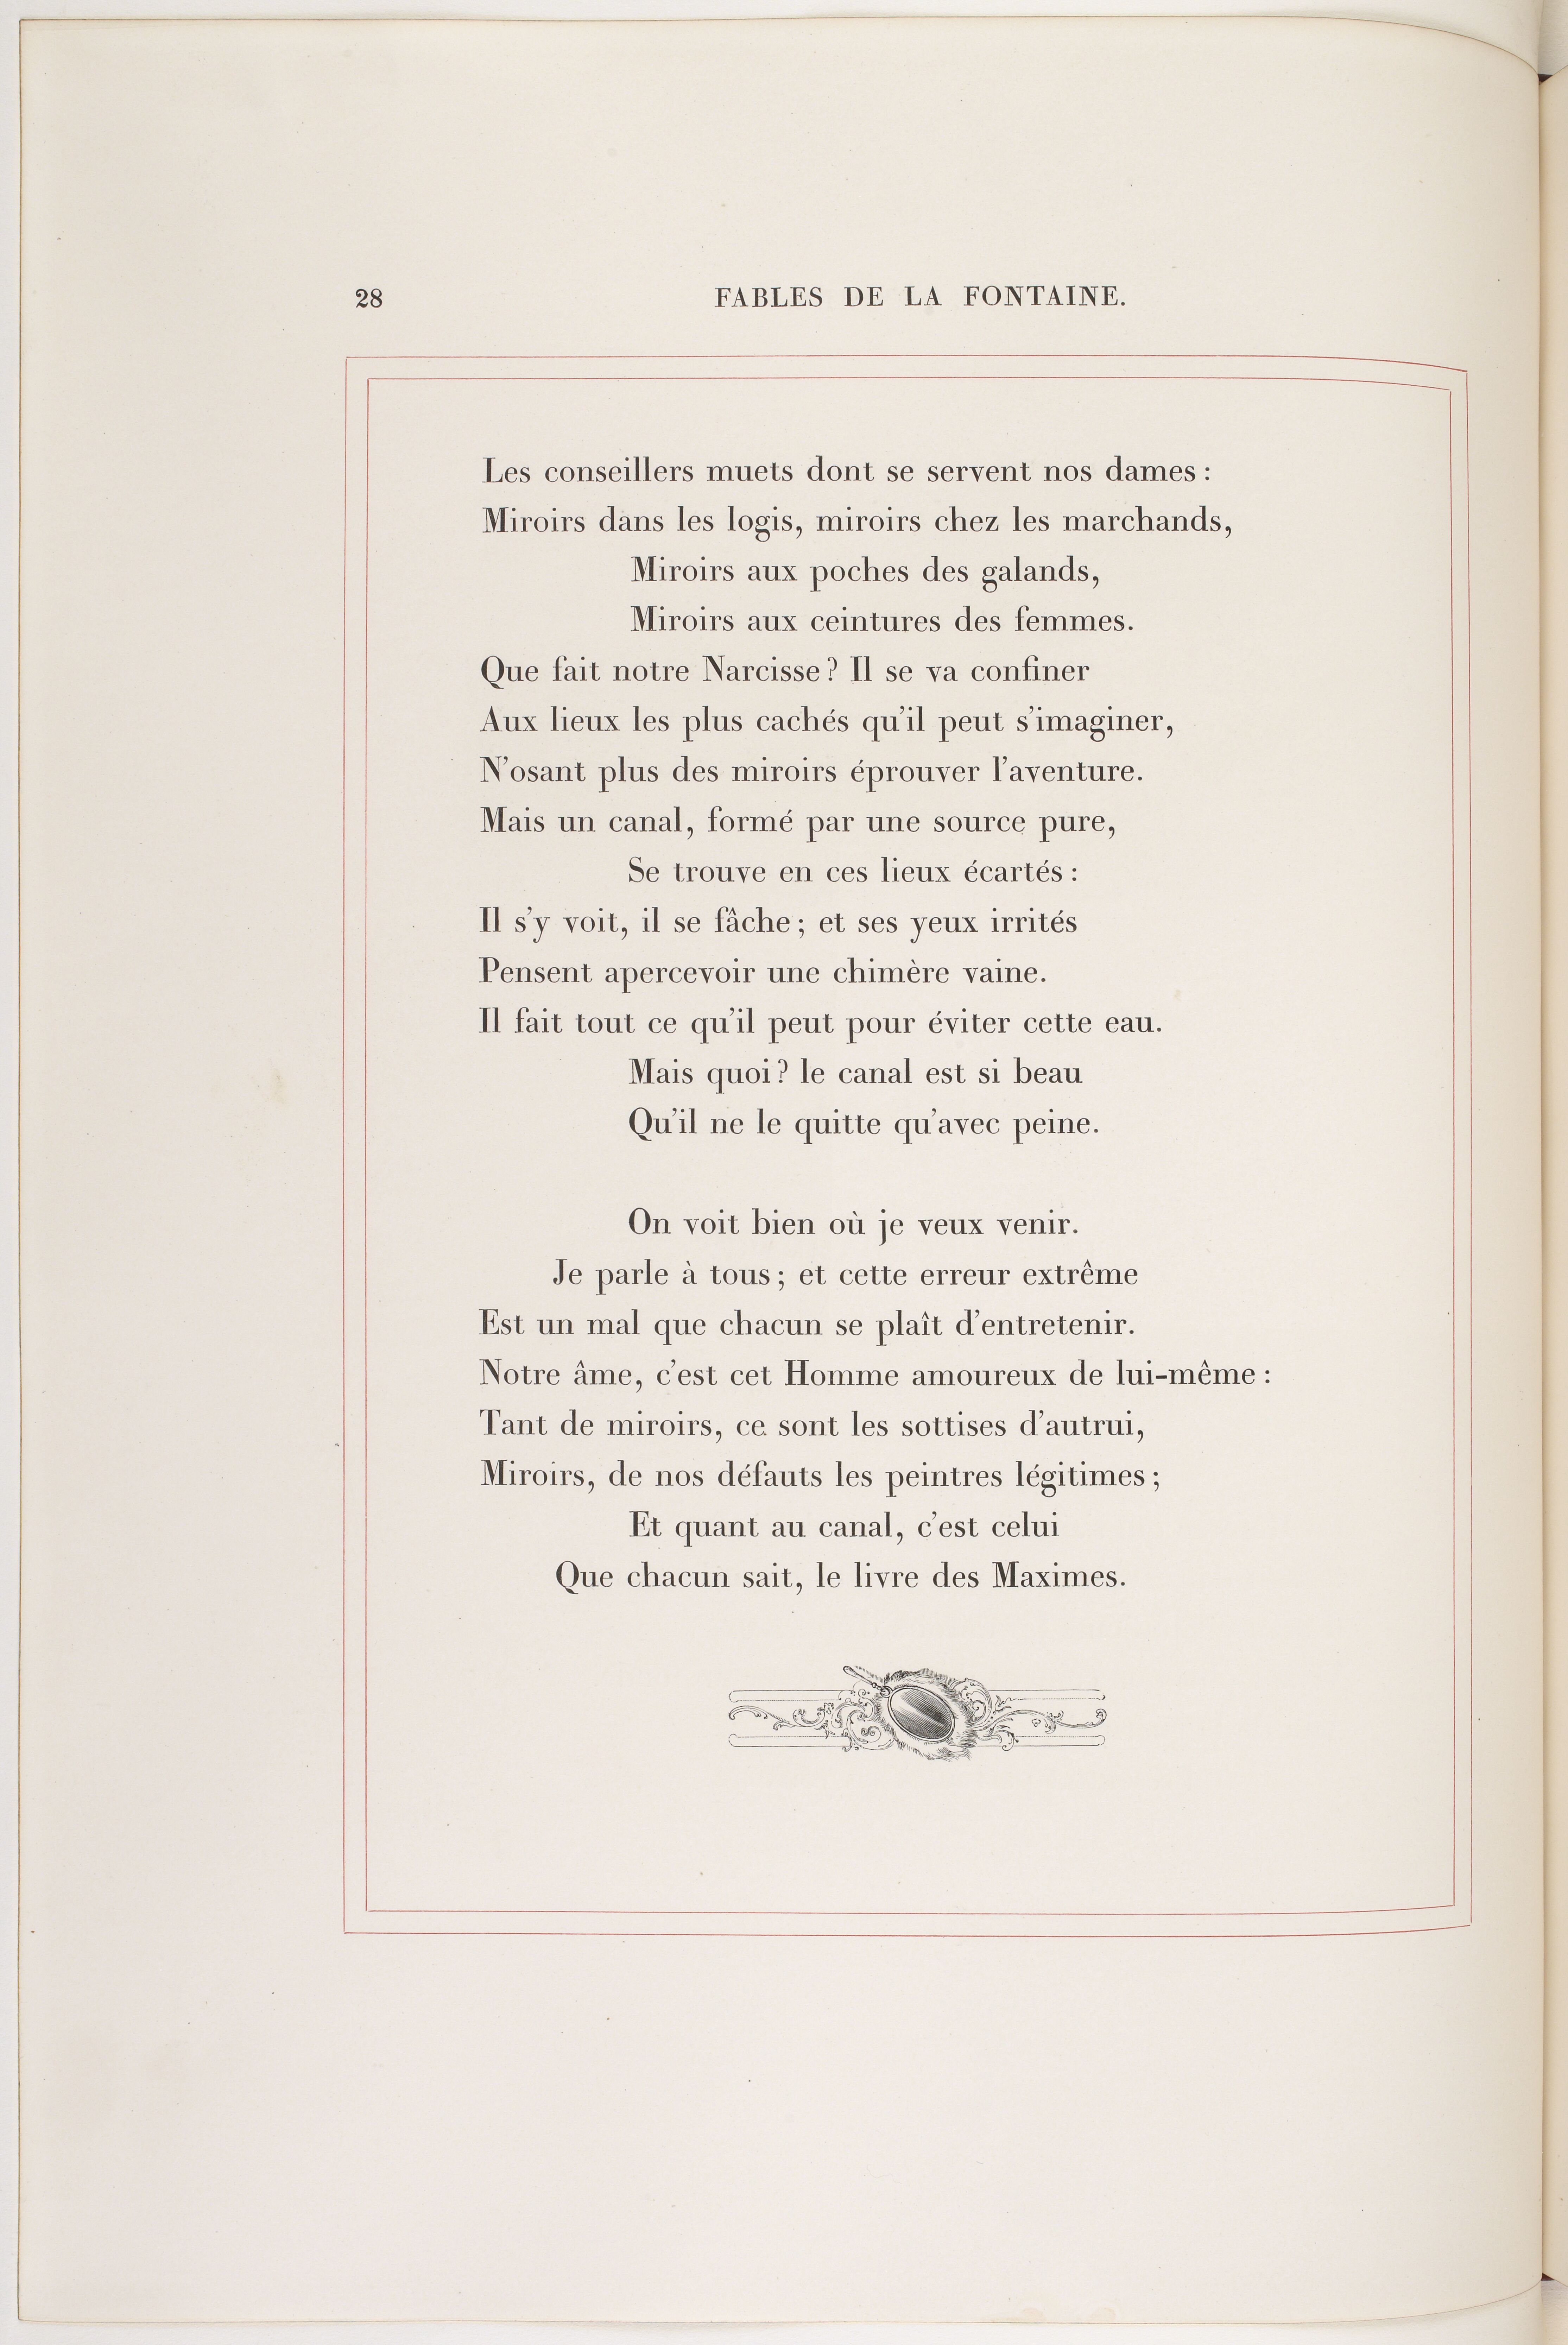 28
FABLES DE LA FONTAINE.
Les conseillers muets dont se servent nos dames :
Miroirs dans les logis, miroirs chez les marchands,
Miroirs aux poches des galands,
Miroirs aux ceintures des femmes.
Que fait notre Narcisse ? Il se va confiner
Aux lieux les plus cachés qu'il peut s'imaginer,
N'osant plus des miroirs éprouver l'aventure.
Mais un canal, formé par une source pure,
Se trouve en ces lieux écartés :
Il s'y voit, il se fâche ; et ses yeux irrités
Pensent apercevoir une chimère vaine.
Il fait tout ce qu'il peut pour éviter cette eau.
Mais quoi ? le canal est si beau
Qu'il ne le quitte qu'avec peine.
On voit bien où je veux venir.
Je parle à tous ; et cette erreur extrême
Est un mal que chacun se plaît d'entretenir.
Notre âme, c'est cet Homme amoureux de lui-même :
Tant de miroirs, ce sont les sottises d'autrui,
Miroirs, de nos défauts les peintres légitimes ;
Et quant au canal, c'est celui
Que chacun sait, le livre des Maximes.